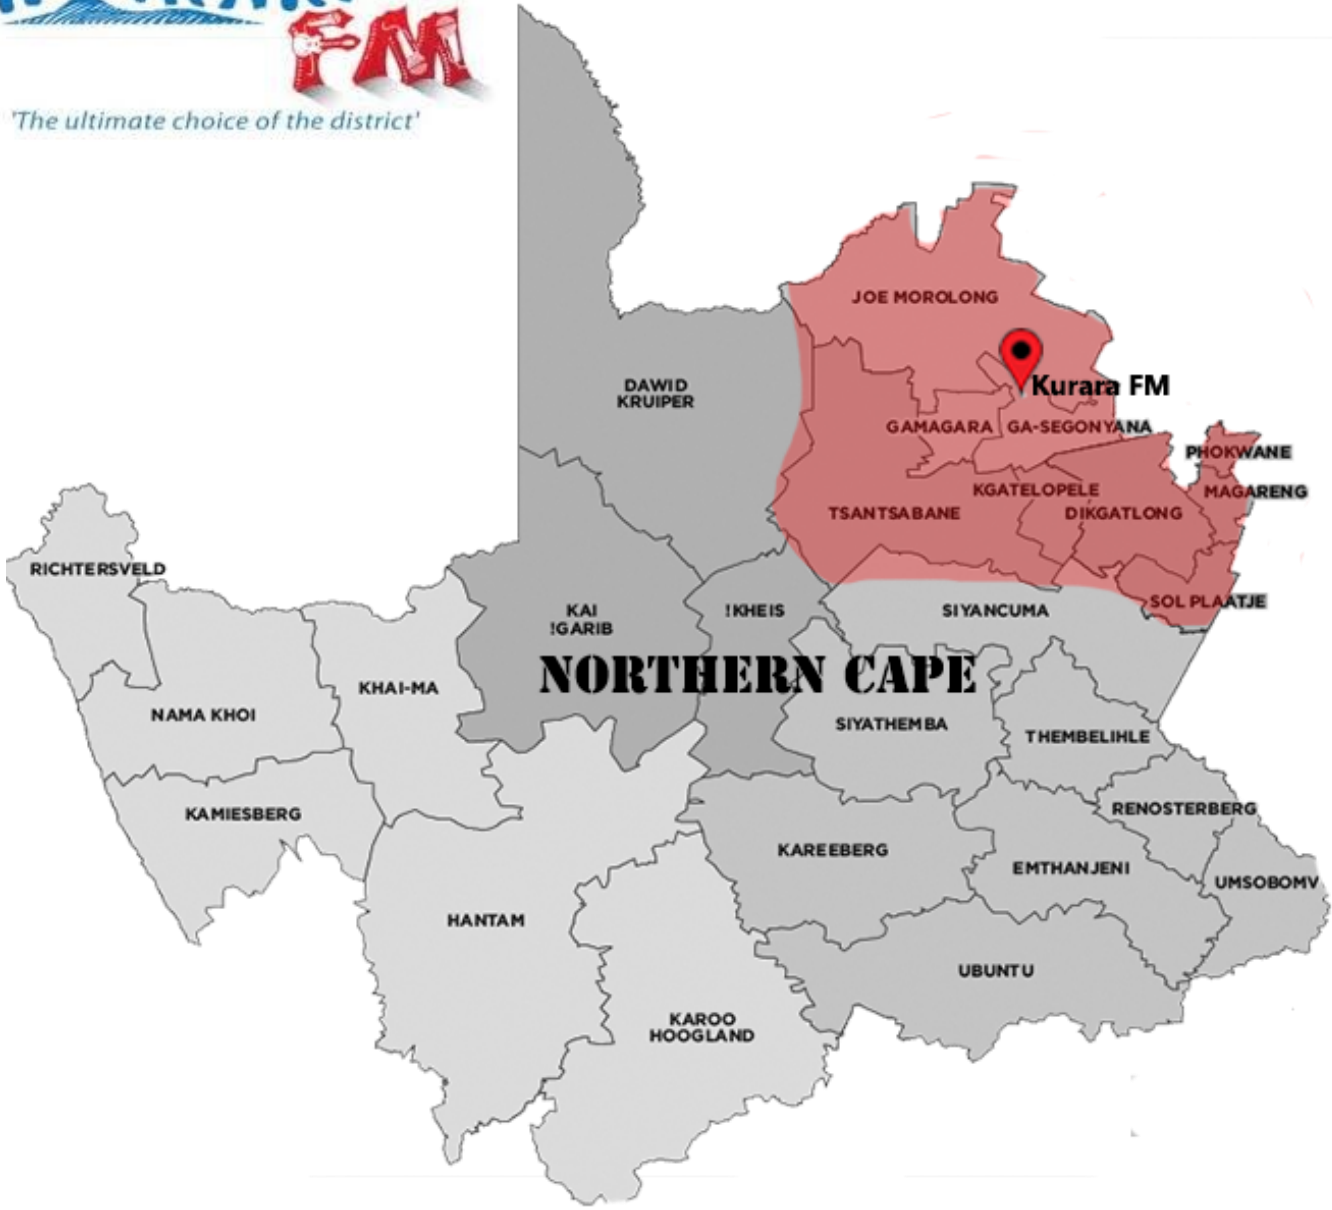 FM
'The ultimate choice of the district'
JOE MOROLONG
Kurara FM
DAWID
KRUIPER
GAMAGARA
GA-SEGONYANA
PHOKWANE
KGATELOPELE
MAGARENG
TSANTSABANE
DIKGATLONG
RICHTERSVELD
KAI
!GARIB
!KHEIS
SIYANCUMA
SOL PLAATJE
NORTHERN CAPE
KHAI-MA
NAMA KHOI
SIYATHEMBA
THEMBELIHLE
KAMIESBERG
RENOSTERBERG
KAREEBERG
EMTHANJENI
UMSOBOMV
HANTAM
UBUNTU
KAROO
HOOGLAND